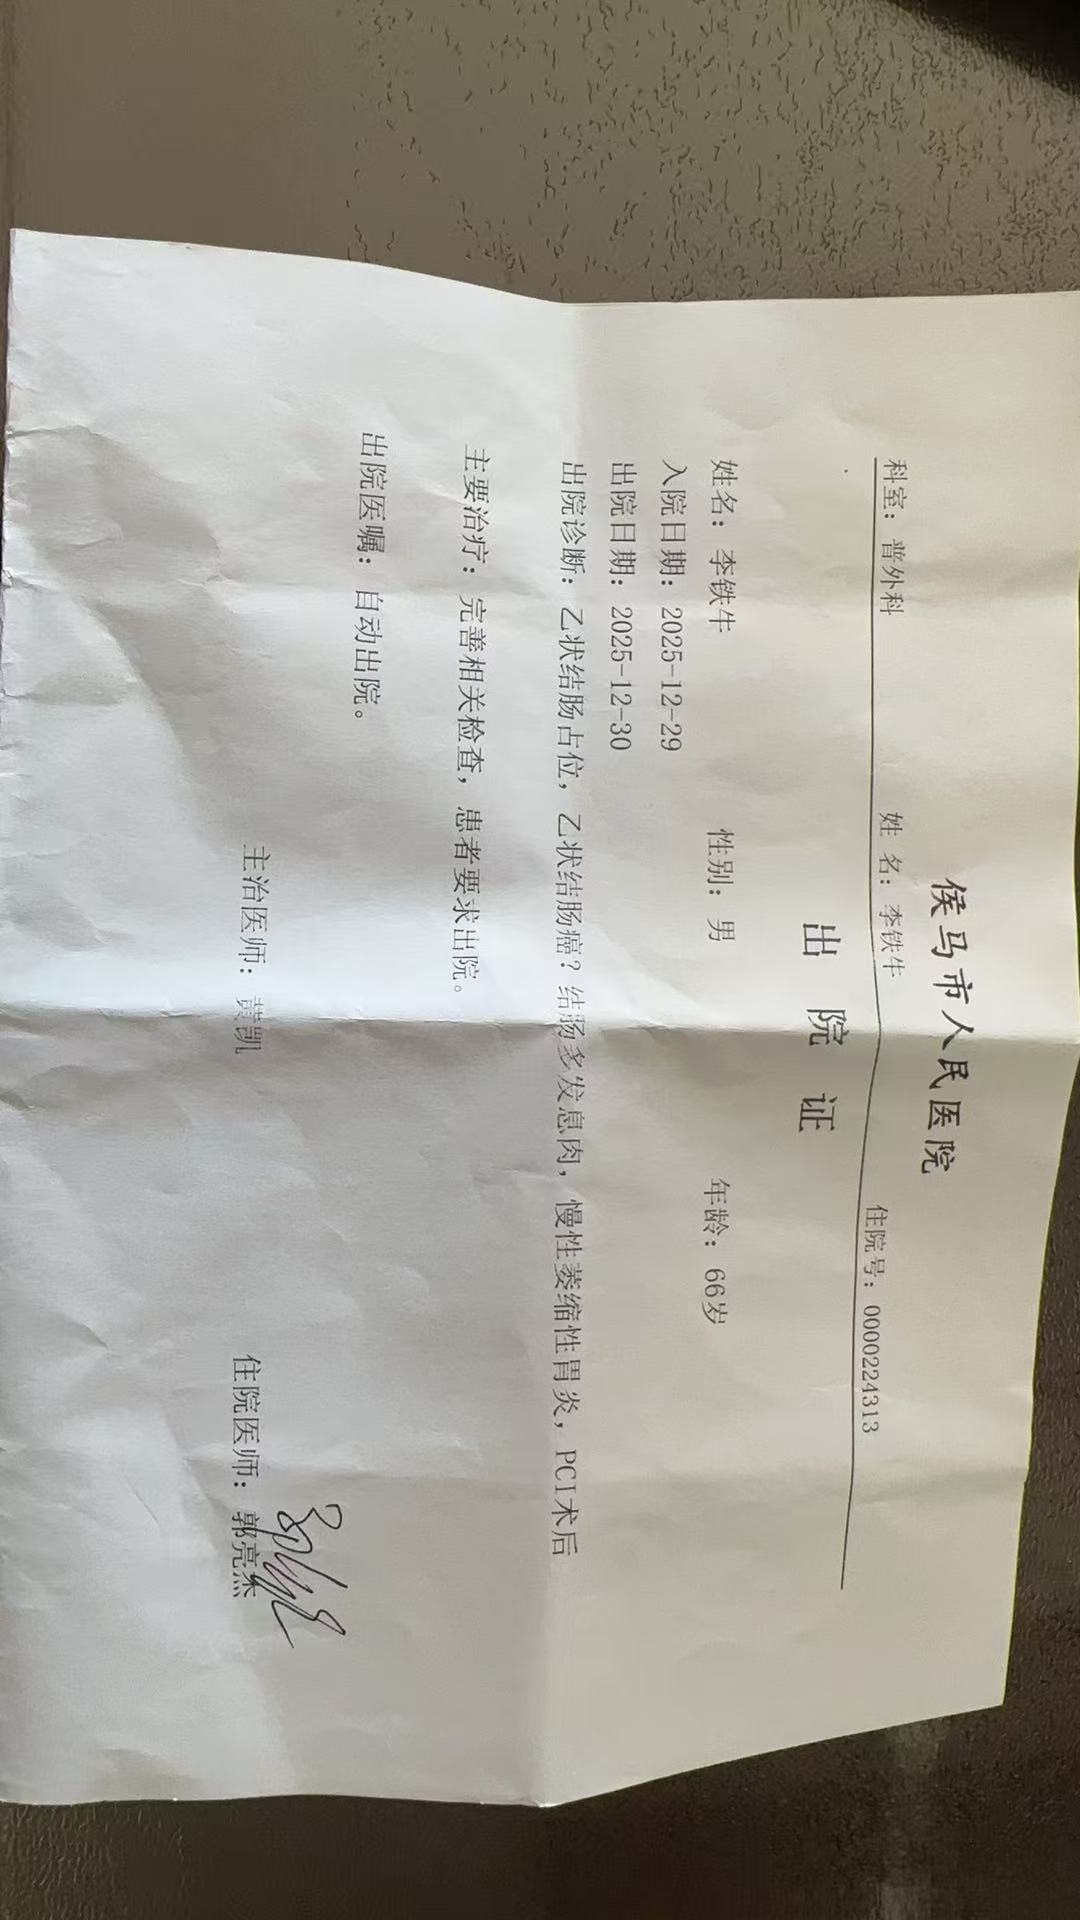 侯马市人民医院
科室：普外科 姓 名：李铁牛 住院号：0000224313
出 院 证
姓名：李铁牛 性别：男 年龄：66岁
入院日期：2025-12-29
出院日期：2025-12-30
出院诊断：乙状结肠占位，乙状结肠癌？结肠多发息肉，慢性萎缩性胃炎，PCI术后
主要治疗：完善相关检查，患者要求出院。
出院医嘱：自动出院。
主治医师：黄凯 住院医师：郭亮杰